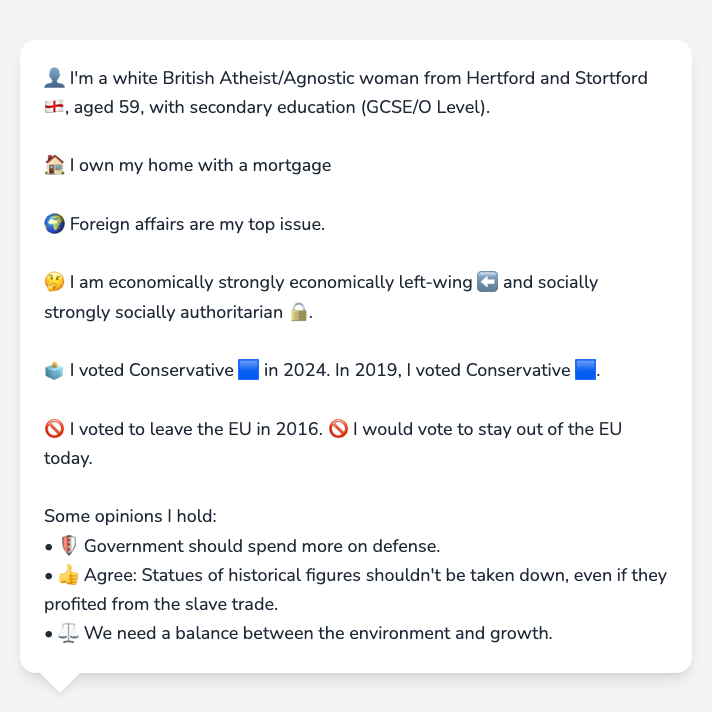 👤 I'm a white British Atheist/Agnostic woman from Hertford and Stortford
🏴󠁧󠁢󠁥󠁮󠁧󠁿, aged 59, with secondary education (GCSE/O Level).
🏠 I own my home with a mortgage
🌍 Foreign affairs are my top issue.
🤔 I am economically strongly economically left-wing ⬅️ and socially
strongly socially authoritarian 🔒.
🗳️ I voted Conservative 🟦 in 2024. In 2019, I voted Conservative 🟦.
🚫 I voted to leave the EU in 2016. 🚫 I would vote to stay out of the EU
today.
Some opinions I hold:
• 🛡️ Government should spend more on defense.
• 👍 Agree: Statues of historical figures shouldn't be taken down, even if they
profited from the slave trade.
• ⚖️ We need a balance between the environment and growth.